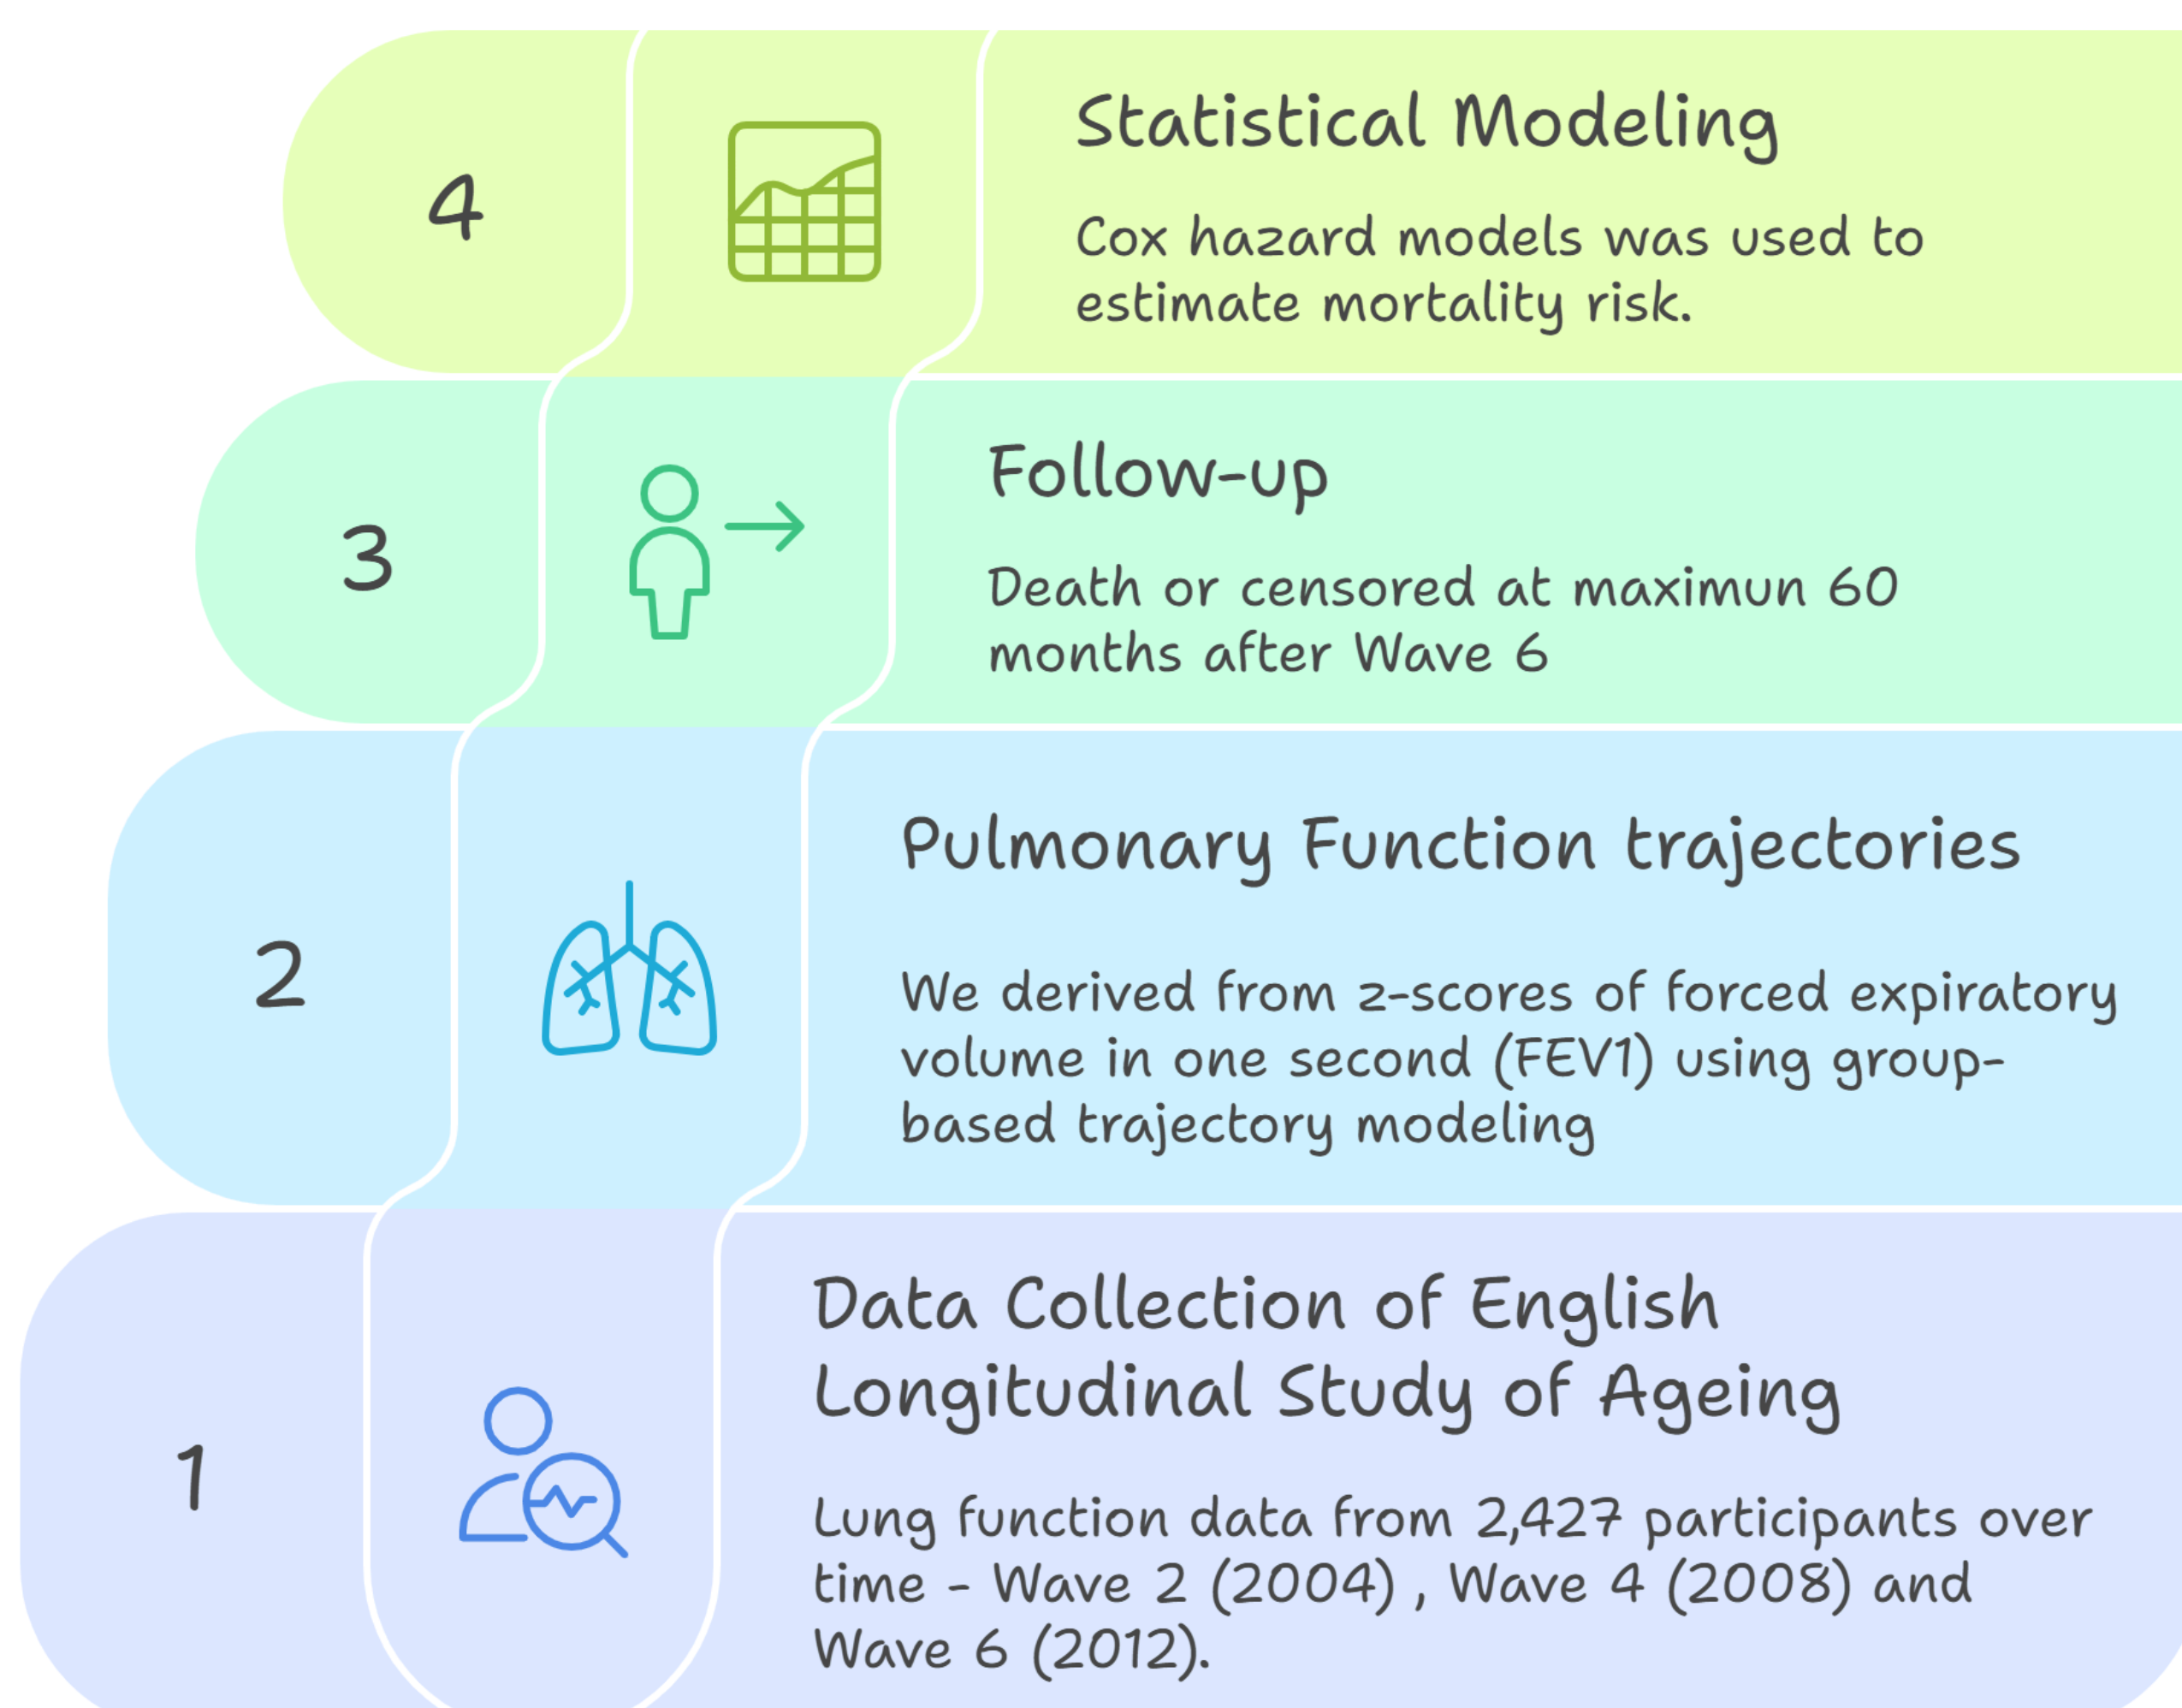 4
Statistical Modeling
Cox hazard models was used to
estimate mortality risk.
3
Follow-up
Death or censored at maximun 60
months after Wave 6
2
Pulmonary Function trajectories
We derived from z-scores of forced expiratory
volume in one second (FEV1) using group-
based trajectory modeling
1
Data Collection of English
Longitudinal Study of Ageing
Lung function data from 2,427 participants over
time - Wave 2 (2004) , Wave 4 (2008) and
Wave 6 (2012).